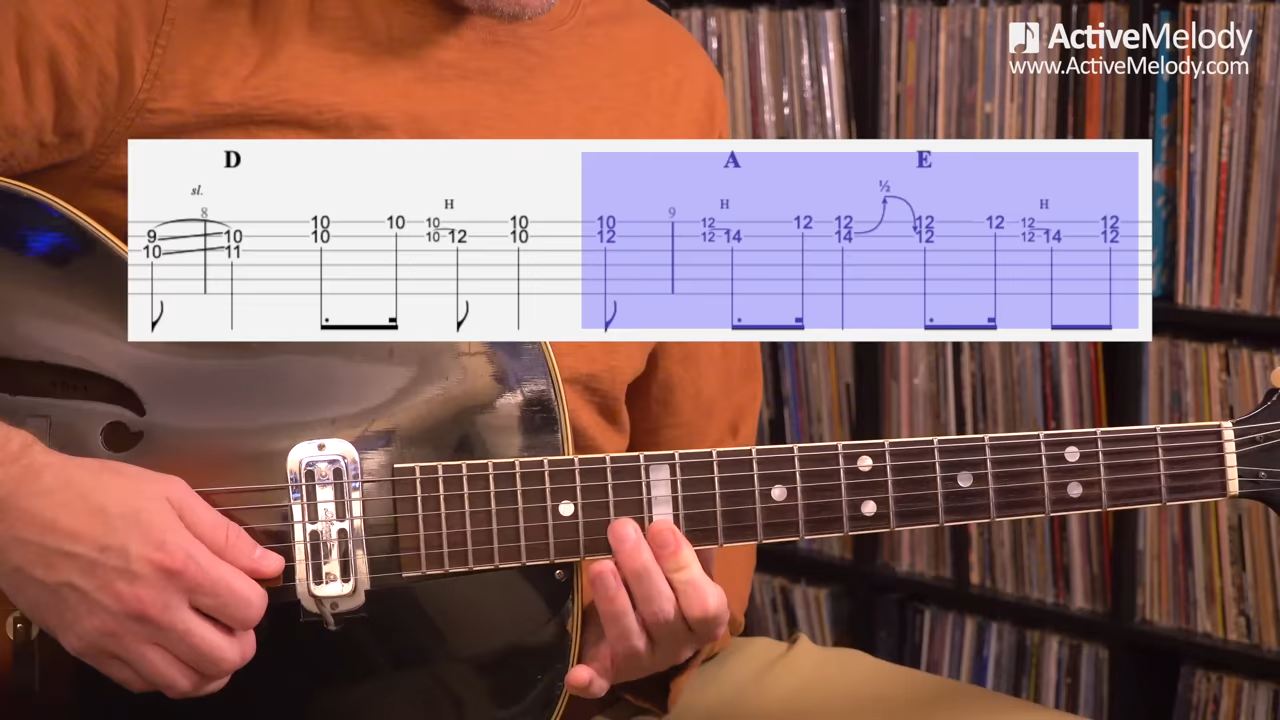 ActiveMelody
www.ActiveMelody.com
D A E
sl. ½
8 H 9 H H
10 10 10 10 10 12 12 12 12 12 12 12 12
9 10 10 10 12 10 12 12 14 14 12 12 14 12
10 11